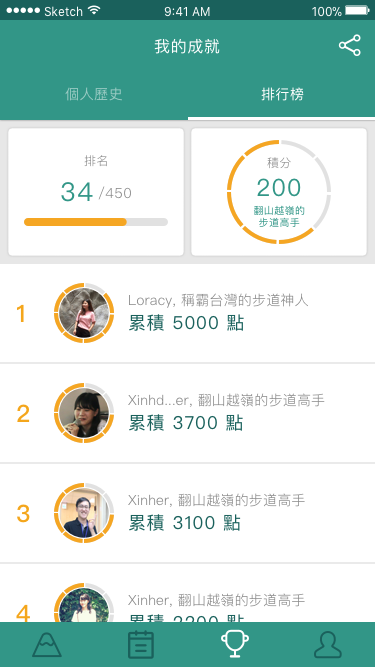 Sketch 9:41 AM 100%
我的成就
個人歷史 排行榜
排名
34 /450
積分
200
翻山越嶺的
步道高手
1
Loracy, 稱霸台灣的步道神人
累積 5000 點
2
Xinhd...er, 翻山越嶺的步道高手
累積 3700 點
3
Xinher, 翻山越嶺的步道高手
累積 3100 點
4
Xinher, 翻山越嶺的步道高手